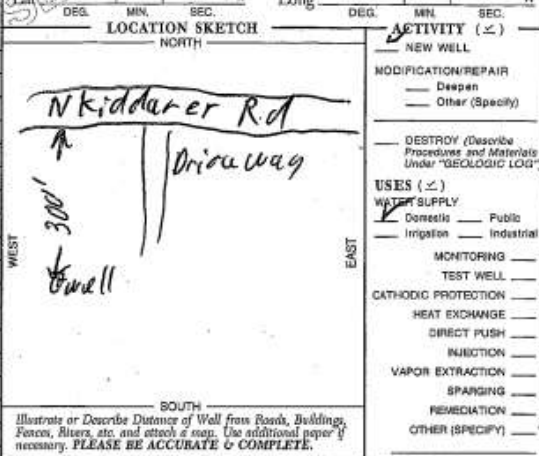 Long
DEG. MIN. SEC. DEG. MIN. SEC.
LOCATION SKETCH
NORTH
N Kiddarer Rd
Driouway
300'
well
WEST
EAST
SOUTH
Illustrate or Describe Distance of Well from Roads, Buildings,
Fences, Rivers, etc. and attach a map. Use additional paper if
necessary. PLEASE BE ACCURATE & COMPLETE.
ACTIVITY (✓)
NEW WELL
MODIFICATION/REPAIR
Deepen
Other (Specify)
DESTROY (Describe
Procedures and Materials
Under "GEOLOGIC LOG")
USES (✓)
WATER SUPPLY
Domestic Public
Irrigation Industrial
MONITORING
TEST WELL
CATHODIC PROTECTION
HEAT EXCHANGE
DIRECT PUSH
INJECTION
VAPOR EXTRACTION
SPARGING
REMEDIATION
OTHER (SPECIFY)